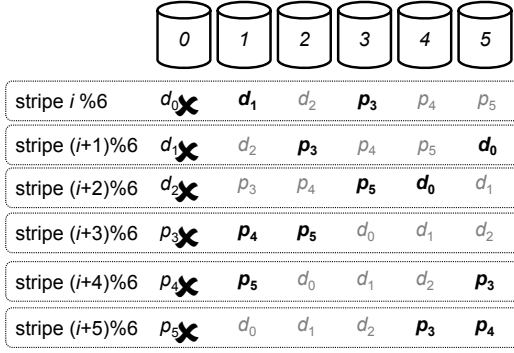 0 1 2 3 4 5
stripe i %6 d₀ d₁ d₂ p₃ p₄ p₅
stripe (i+1)%6 d₁ d₂ p₃ p₄ p₅ d₀
stripe (i+2)%6 d₂ p₃ p₄ p₅ d₀ d₁
stripe (i+3)%6 p₃ p₄ p₅ d₀ d₁ d₂
stripe (i+4)%6 p₄ p₅ d₀ d₁ d₂ p₃
stripe (i+5)%6 p₅ d₀ d₁ d₂ p₃ p₄